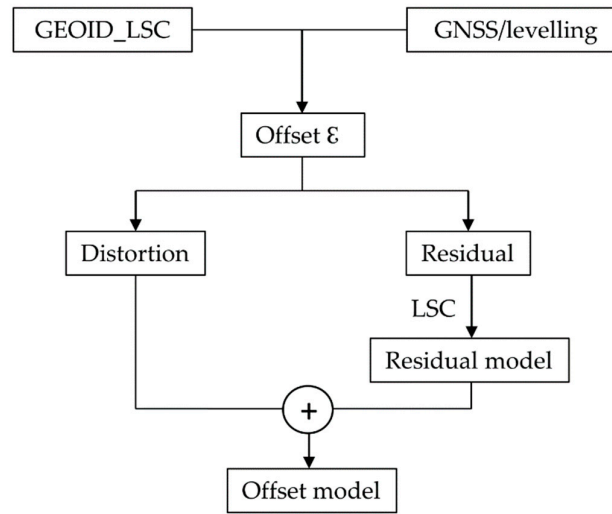 GEOID_LSC
GNSS/levelling
Offset ℇ
Distortion
Residual
LSC
Residual model
+
Offset model